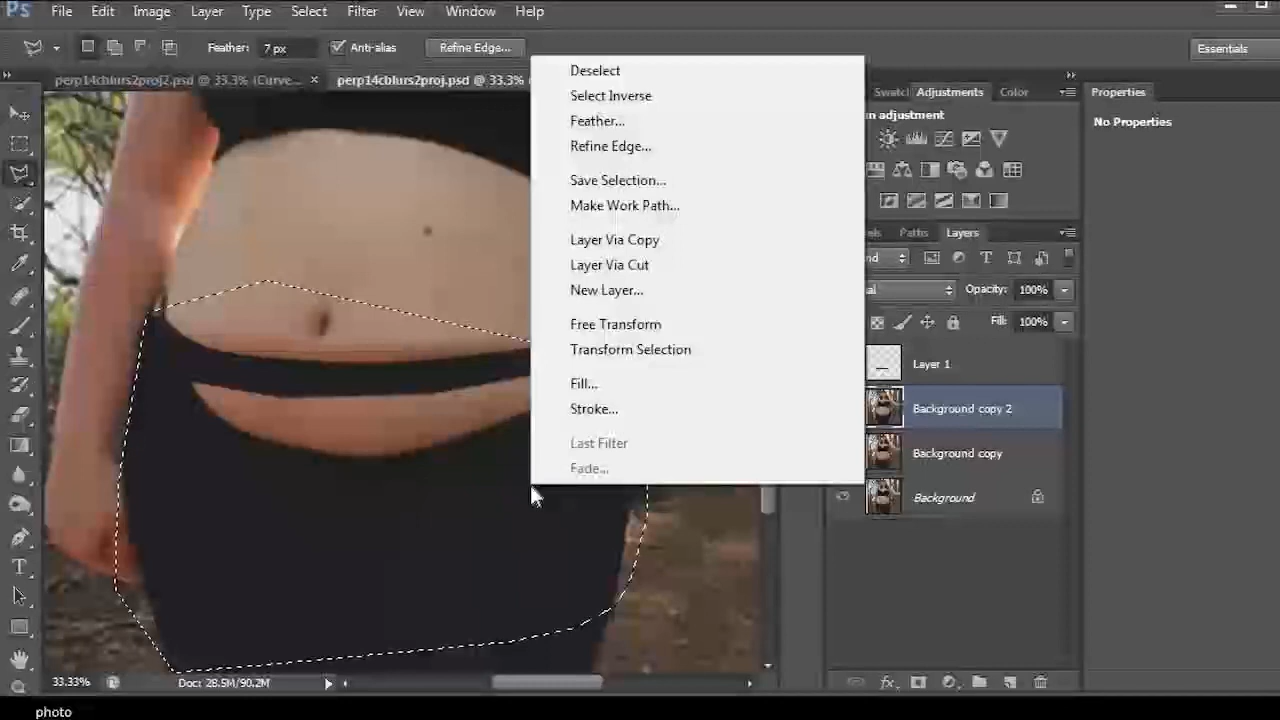 Ps File Edit Image Layer Type Select Filter View Window Help
Feather: 7 px Anti-alias Refine Edge... Essentials
perp14cblurs2proj2.psd @ 33.3% (Curve... × perp14cblurs2proj.psd @ 33.3%
Adjustments Color Properties
adjustment
No Properties
Deselect
Select Inverse
Feather...
Refine Edge...
Save Selection...
Make Work Path...
Layer Via Copy
Layer Via Cut
New Layer...
Free Transform
Transform Selection
Fill...
Stroke...
Last Filter
Fade...
Paths Layers
Opacity: 100%
Fill: 100%
Layer 1
Background copy 2
Background copy
Background
33.33% Doc: 28.5M/90.2M
photo